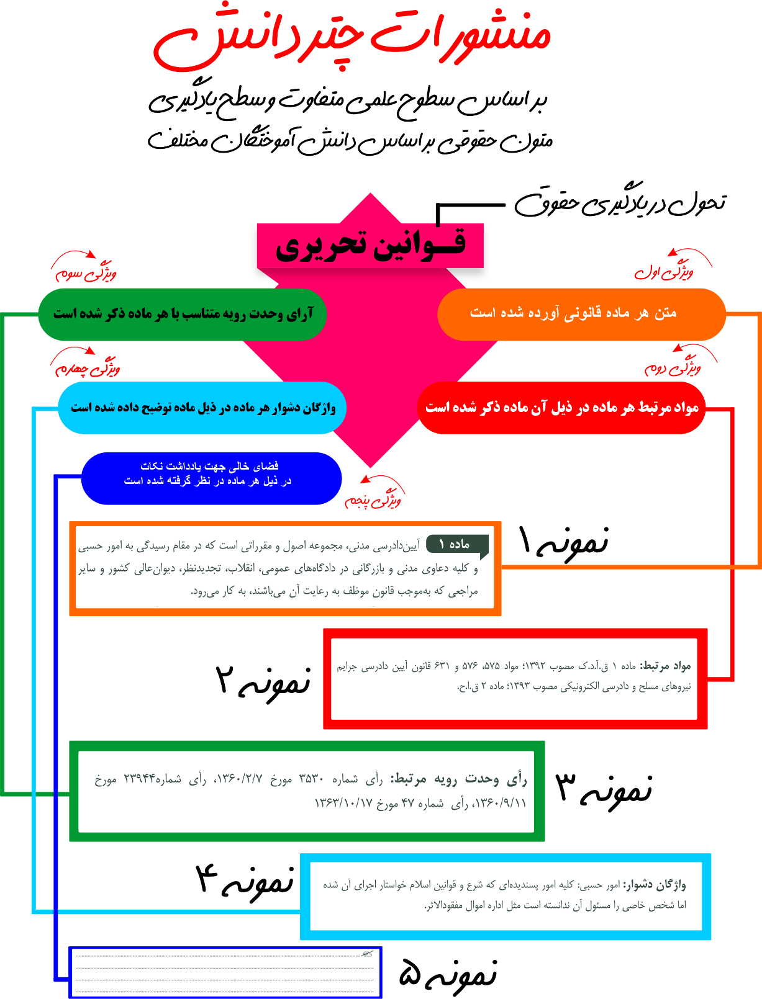 منشورات چتر دانش
بر اساس سطوح علمی متفاوت و سطح یادگیری
متون حقوقی بر اساس دانش آموختگان مختلف
تحول در یادگیری حقوق
قــوانین تحریری
ویژگی اول
متن هر ماده قانونی آورده شده است
ویژگی دوم
مواد مرتبط هر ماده در ذیل آن ماده ذکر شده است
ویژگی سوم
آرای وحدت رویه متناسب با هر ماده ذکر شده است
ویژگی چهارم
واژگان دشوار هر ماده در ذیل ماده توضیح داده شده است
ویژگی پنجم
فضای خالی جهت یادداشت نکات
در ذیل هر ماده در نظر گرفته شده است
نمونه ۱
ماده ۱ آیین‌دادرسی مدنی، مجموعه اصول و مقرراتی است که در مقام رسیدگی به امور حسبی
و کلیه دعاوی مدنی و بازرگانی در دادگاه‌های عمومی، انقلاب، تجدیدنظر، دیوان‌عالی کشور و سایر
مراجعی که به‌موجب قانون موظف به رعایت آن می‌باشند، به کار می‌رود.
نمونه ۲
مواد مرتبط: ماده ۱ ق.آ.د.ک مصوب ۱۳۹۲؛ مواد ۵۷۵، ۵۷۶ و ۶۳۱ قانون آیین دادرسی جرایم
نیروهای مسلح و دادرسی الکترونیکی مصوب ۱۳۹۳؛ ماده ۲ ق.ا.ح.
نمونه ۳
رأی وحدت رویه مرتبط: رأی شماره ۳۵۳۰ مورخ ۱۳۶۰/۲/۷، رأی شماره۲۳۹۴۴ مورخ
۱۳۶۰/۹/۱۱، رأی شماره ۴۷ مورخ ۱۳۶۳/۱۰/۱۷
نمونه ۴
واژگان دشوار: امور حسبی: کلیه امور پسندیده‌ای که شرع و قوانین اسلام خواستار اجرای آن شده
اما شخص خاصی را مسئول آن ندانسته است مثل اداره اموال مفقودالاثر.
نمونه ۵